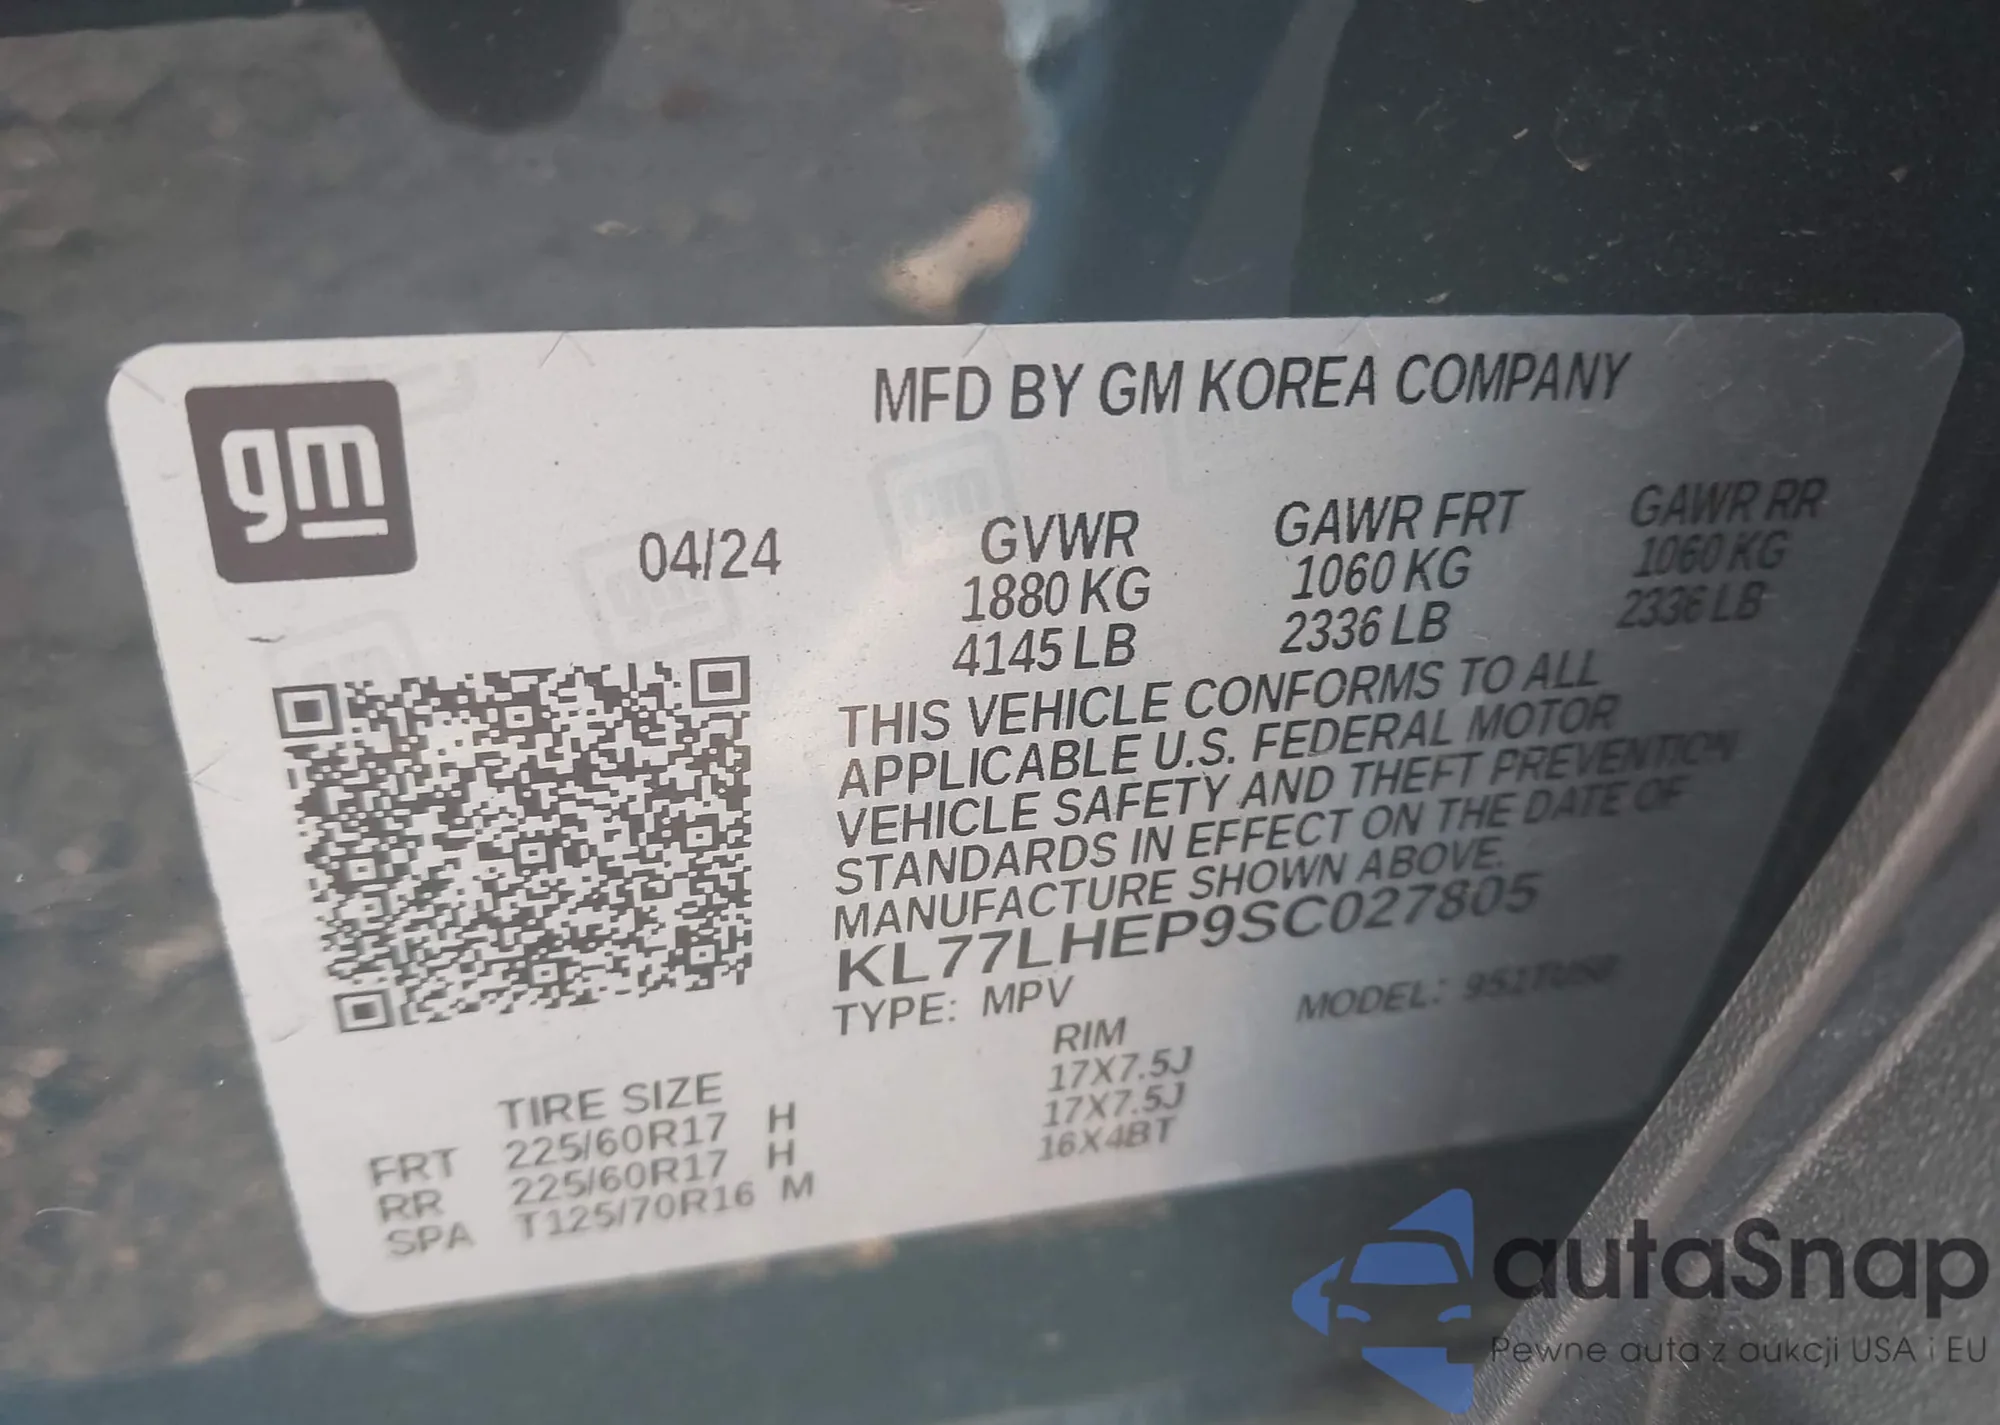 gm
MFD BY GM KOREA COMPANY
04/24
GVWR GAWR FRT GAWR RR
1880 KG 1060 KG 1060 KG
4145 LB 2336 LB 2336 LB
THIS VEHICLE CONFORMS TO ALL
APPLICABLE U.S. FEDERAL MOTOR
VEHICLE SAFETY AND THEFT PREVENTION
STANDARDS IN EFFECT ON THE DATE OF
MANUFACTURE SHOWN ABOVE.
KL77LHEP9SC027805
TYPE: MPV MODEL:
TIRE SIZE RIM
FRT 225/60R17 H 17X7.5J
RR 225/60R17 H 17X7.5J
SPA T125/70R16 M 16X4BT
autaSnap
Pewne auta z aukcji USA i EU